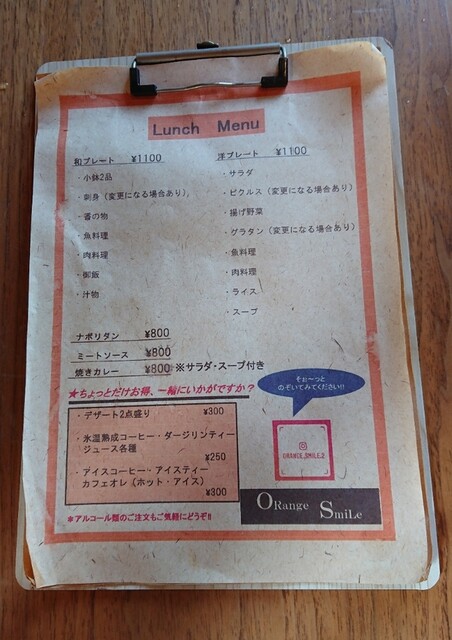 Lunch Menu
和プレート ¥1100
・小鉢2品
・刺身（変更になる場合あり）
・香の物
・魚料理
・肉料理
・御飯
・汁物
洋プレート ¥1100
・サラダ
・ピクルス（変更になる場合あり）
・揚げ野菜
・グラタン（変更になる場合あり）
・魚料理
・肉料理
・ライス
・スープ
ナポリタン ¥800
ミートソース ¥800
焼きカレー ¥800 ※サラダ・スープ付き
★ちょっとだけお得、一緒にいかがですか？
・デザート2点盛り ¥300
・氷温熟成コーヒー・ダージリンティー
ジュース各種
¥250
・アイスコーヒー・アイスティー
カフェオレ（ホット・アイス）
¥300
そぉ～っと
のぞいてみてください!!
ORANGE_SMILE.2
ORange SmiLe
＊アルコール類のご注文もご気軽にどうぞ!!